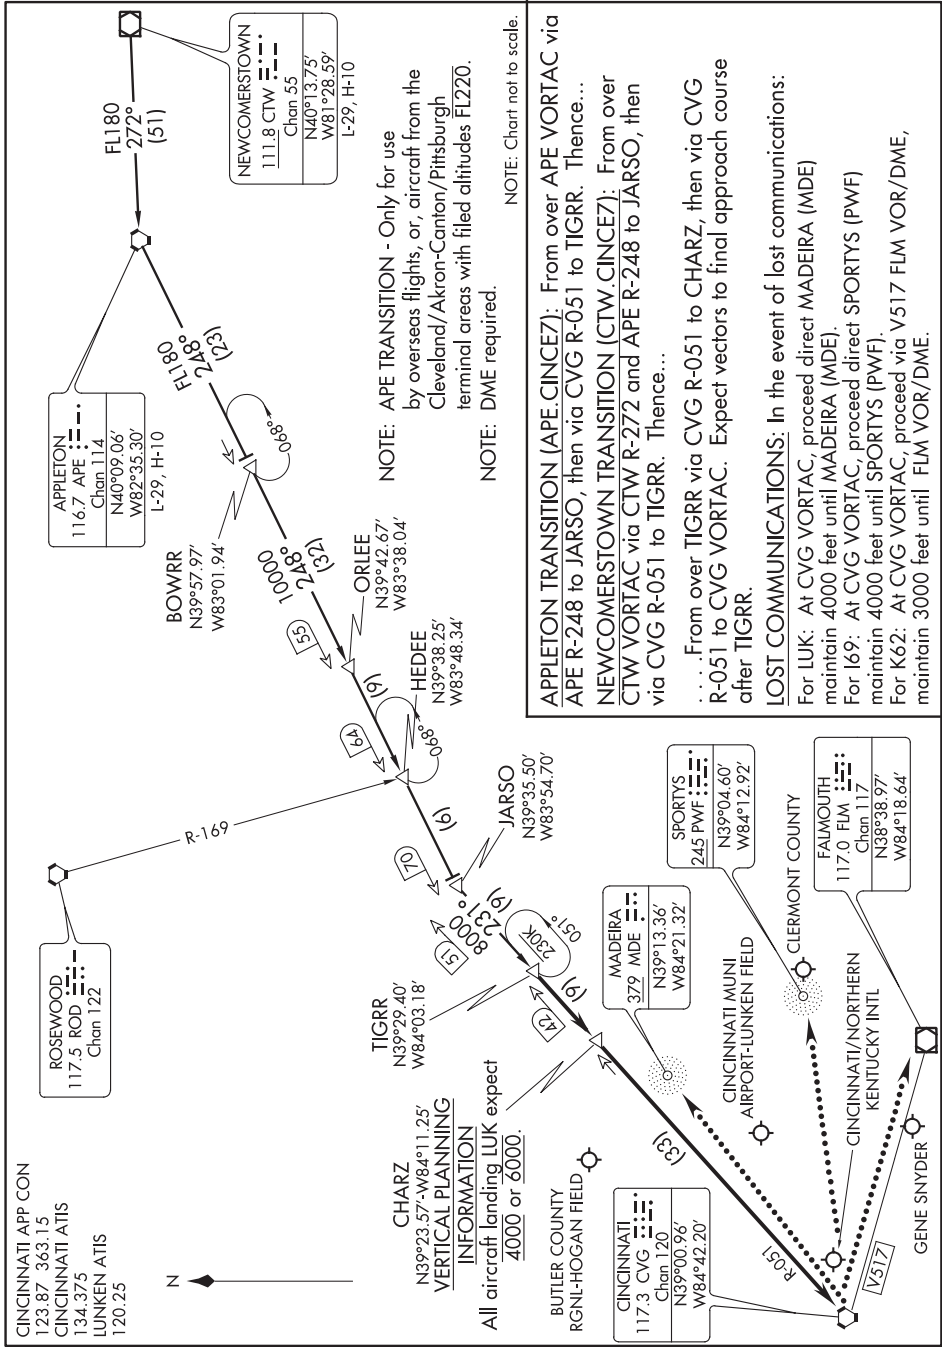 CINCINNATI APP CON
123.87 363.15
CINCINNATI ATIS
134.375
LUNKEN ATIS
120.25
N
ROSEWOOD
117.5 ROD
Chan 122
R-169
APPLETON
116.7 APE
Chan 114
N40°09.06′
W82°35.30′
L-29, H-10
FL180
272°
(51)
NEWCOMERSTOWN
111.8 CTW
Chan 55
N40°13.75′
W81°28.59′
L-29, H-10
FL180
248°
(23)
BOWRR
N39°57.97′
W83°01.94′
068°
10000
248°
(32)
55
ORLEE
N39°42.67′
W83°38.04′
(9)
64
HEDEE
N39°38.25′
W83°48.34′
068°
(6)
70
JARSO
N39°35.50′
W83°54.70′
51
8000
231°
(9)
TIGRR
N39°29.40′
W84°03.18′
230K
051°
42
(9)
CHARZ
N39°23.57′-W84°11.25′
VERTICAL PLANNING
INFORMATION
All aircraft landing LUK expect
4000 or 6000.
BUTLER COUNTY
RGNL-HOGAN FIELD
(33)
R-051
CINCINNATI
117.3 CVG
Chan 120
N39°00.96′
W84°42.20′
MADEIRA
379 MDE
N39°13.36′
W84°21.32′
CINCINNATI MUNI
AIRPORT-LUNKEN FIELD
SPORTYS
245 PWF
N39°04.60′
W84°12.92′
CLERMONT COUNTY
CINCINNATI/NORTHERN
KENTUCKY INTL
FALMOUTH
117.0 FLM
Chan 117
N38°38.97′
W84°18.64′
V517
GENE SNYDER
NOTE: APE TRANSITION - Only for use
by overseas flights, or, aircraft from the
Cleveland/Akron-Canton/Pittsburgh
terminal areas with filed altitudes FL220.
NOTE: DME required.
NOTE: Chart not to scale.
APPLETON TRANSITION (APE.CINCE7): From over APE VORTAC via
APE R-248 to JARSO, then via CVG R-051 to TIGRR. Thence...
NEWCOMERSTOWN TRANSITION (CTW.CINCE7): From over
CTW VORTAC via CTW R-272 and APE R-248 to JARSO, then
via CVG R-051 to TIGRR. Thence...
. . . .From over TIGRR via CVG R-051 to CHARZ, then via CVG
R-051 to CVG VORTAC. Expect vectors to final approach course
after TIGRR.
LOST COMMUNICATIONS: In the event of lost communications:
For LUK: At CVG VORTAC, proceed direct MADEIRA (MDE)
maintain 4000 feet until MADEIRA (MDE).
For I69: At CVG VORTAC, proceed direct SPORTYS (PWF)
maintain 4000 feet until SPORTYS (PWF).
For K62: At CVG VORTAC, proceed via V517 FLM VOR/DME,
maintain 3000 feet until FLM VOR/DME.